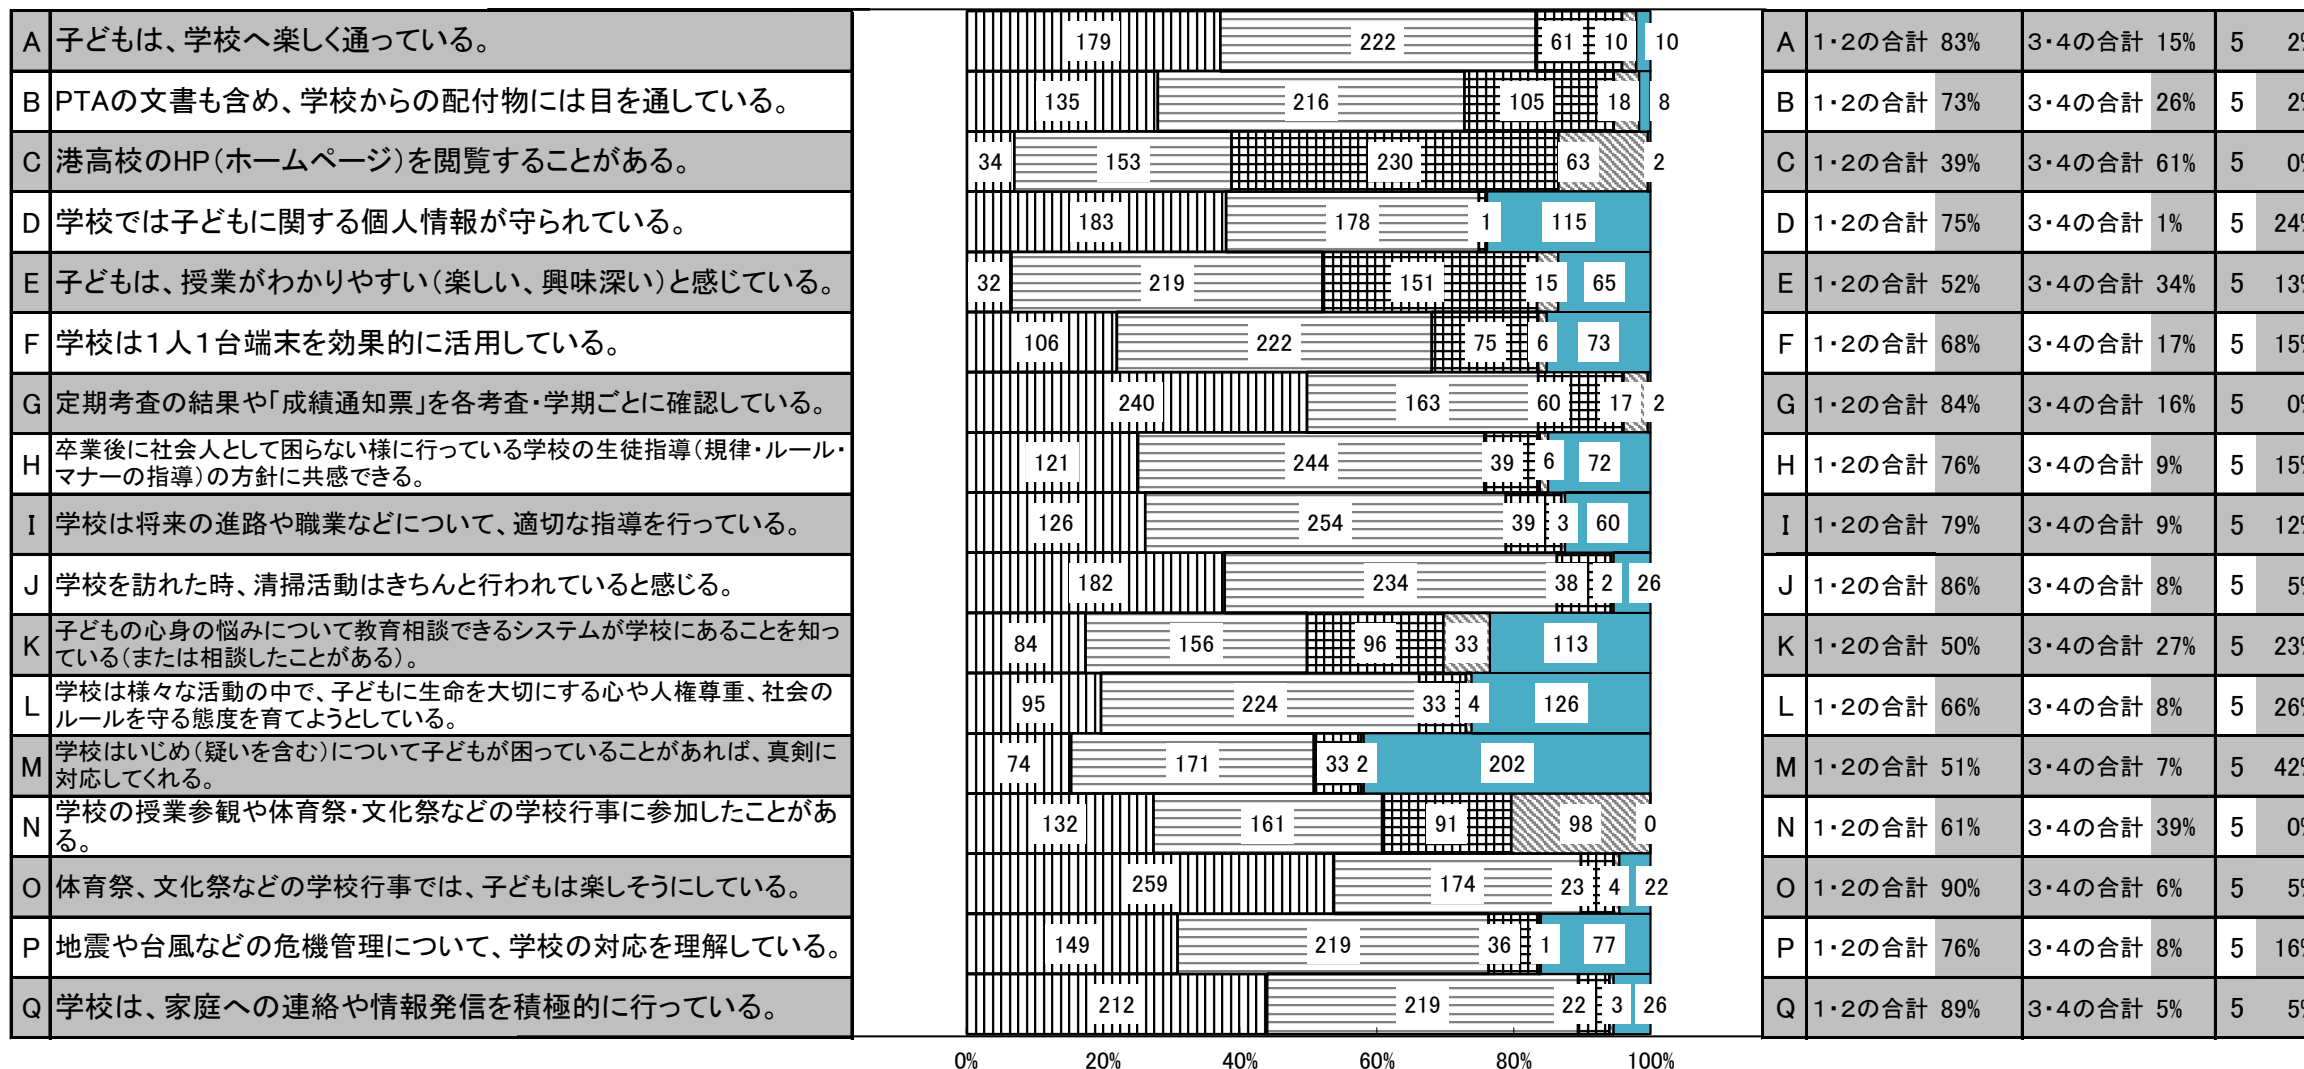 A 子どもは、学校へ楽しく通っている。 179 222 61 10 10 A 1・2の合計 83% 3・4の合計 15% 5 2%
B PTAの文書も含め、学校からの配付物には目を通している。 135 216 105 18 8 B 1・2の合計 73% 3・4の合計 26% 5 2%
C 港高校のHP(ホームページ)を閲覧することがある。 34 153 230 63 2 C 1・2の合計 39% 3・4の合計 61% 5 0%
D 学校では子どもに関する個人情報が守られている。 183 178 1 115 D 1・2の合計 75% 3・4の合計 1% 5 24%
E 子どもは、授業がわかりやすい(楽しい、興味深い)と感じている。 32 219 151 15 65 E 1・2の合計 52% 3・4の合計 34% 5 13%
F 学校は1人1台端末を効果的に活用している。 106 222 75 6 73 F 1・2の合計 68% 3・4の合計 17% 5 15%
G 定期考査の結果や「成績通知票」を各考査・学期ごとに確認している。 240 163 60 17 2 G 1・2の合計 84% 3・4の合計 16% 5 0%
H 卒業後に社会人として困らない様に行っている学校の生徒指導(規律・ルール・
マナーの指導)の方針に共感できる。 121 244 39 6 72 H 1・2の合計 76% 3・4の合計 9% 5 15%
I 学校は将来の進路や職業などについて、適切な指導を行っている。 126 254 39 3 60 I 1・2の合計 79% 3・4の合計 9% 5 12%
J 学校を訪れた時、清掃活動はきちんと行われていると感じる。 182 234 38 2 26 J 1・2の合計 86% 3・4の合計 8% 5 5%
K 子どもの心身の悩みについて教育相談できるシステムが学校にあることを知っ
ている(または相談したことがある)。 84 156 96 33 113 K 1・2の合計 50% 3・4の合計 27% 5 23%
L 学校は様々な活動の中で、子どもに生命を大切にする心や人権尊重、社会の
ルールを守る態度を育てようとしている。 95 224 33 4 126 L 1・2の合計 66% 3・4の合計 8% 5 26%
M 学校はいじめ(疑いを含む)について子どもが困っていることがあれば、真剣に
対応してくれる。 74 171 33 2 202 M 1・2の合計 51% 3・4の合計 7% 5 42%
N 学校の授業参観や体育祭・文化祭などの学校行事に参加したことがあ
る。 132 161 91 98 0 N 1・2の合計 61% 3・4の合計 39% 5 0%
O 体育祭、文化祭などの学校行事では、子どもは楽しそうにしている。 259 174 23 4 22 O 1・2の合計 90% 3・4の合計 6% 5 5%
P 地震や台風などの危機管理について、学校の対応を理解している。 149 219 36 1 77 P 1・2の合計 76% 3・4の合計 8% 5 16%
Q 学校は、家庭への連絡や情報発信を積極的に行っている。 212 219 22 3 26 Q 1・2の合計 89% 3・4の合計 5% 5 5%
0% 20% 40% 60% 80% 100%